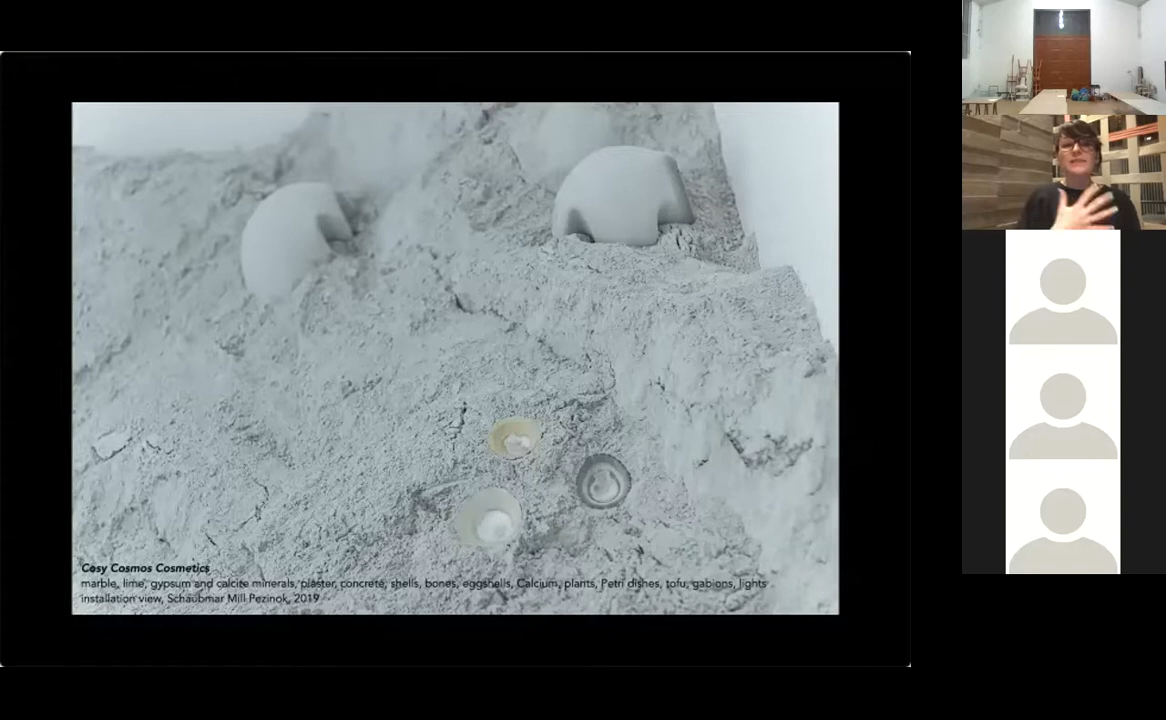 Cosy Cosmos Cosmetics
marble, lime, gypsum and calcite minerals, plaster, concrete, shells, bones, eggshells, Calcium, plants, Petri dishes, tofu, gabions, lights
installation view, Schaubmar Mill Pezinok, 2019